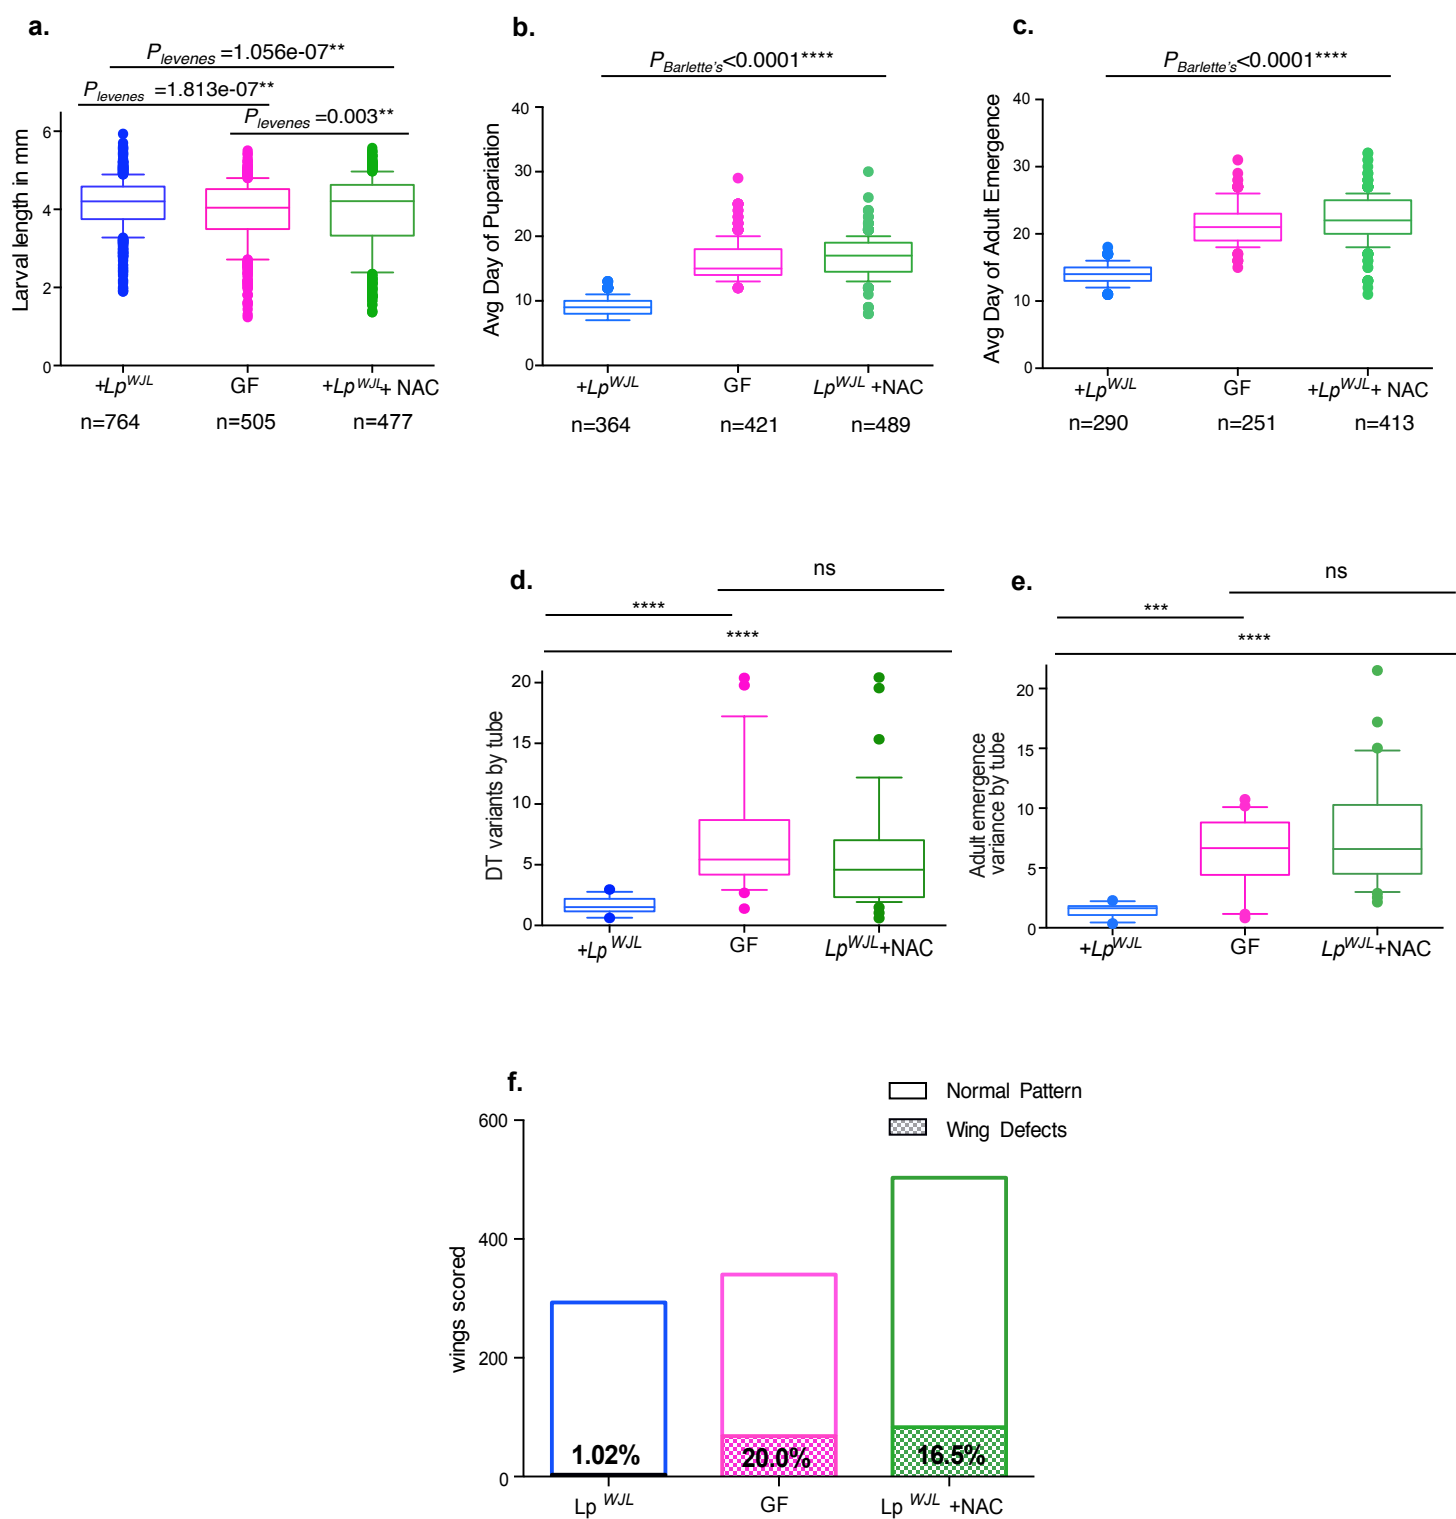 a.
P_levenes =1.056e-07**
P_levenes =1.813e-07**
P_levenes =0.003**
Larval length in mm
6
4
2
0
+Lp^WJL GF +Lp^WJL+ NAC
n=764 n=505 n=477
b.
P_Barlette's<0.0001****
Avg Day of Pupariation
40
30
20
10
0
+Lp^WJL GF Lp^WJL +NAC
n=364 n=421 n=489
c.
P_Barlette's<0.0001****
Avg Day of Adult Emergence
40
30
20
10
0
+Lp^WJL GF +Lp^WJL+ NAC
n=290 n=251 n=413
d.
ns
****
****
DT variants by tube
20
15
10
5
0
+Lp^WJL GF Lp^WJL+NAC
e.
ns
***
****
Adult emergence
variance by tube
20
15
10
5
0
+Lp^WJL GF Lp^WJL+NAC
f.
Normal Pattern
Wing Defects
wings scored
600
400
200
0
1.02% 20.0% 16.5%
Lp ^WJL GF Lp ^WJL +NAC